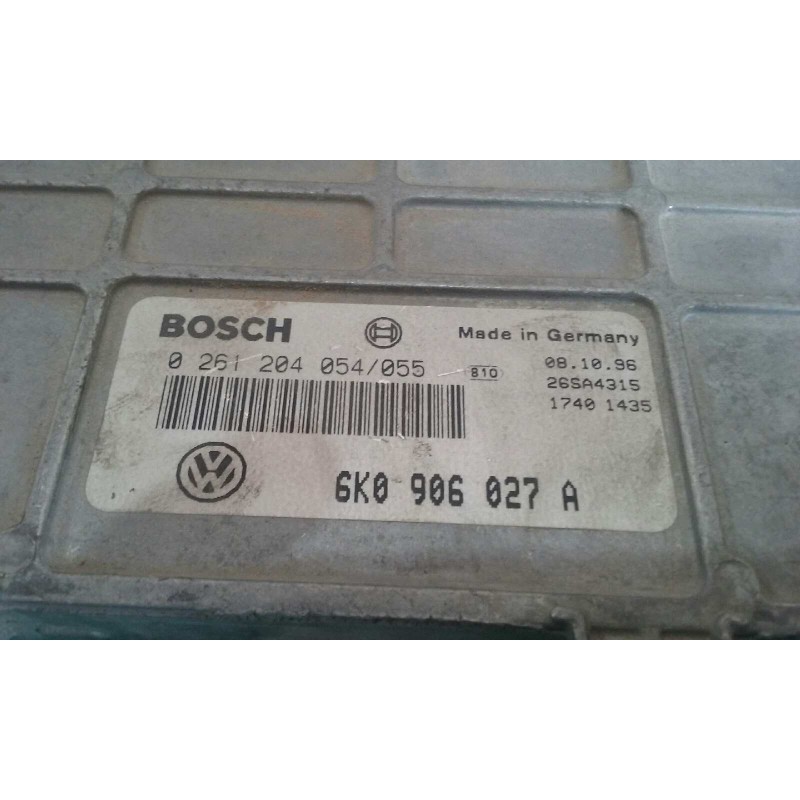 BOSCH
Made in Germany
0 261 204 054/055
810
08.10.96
26SA4315
1740 1435
6K0 906 027 A